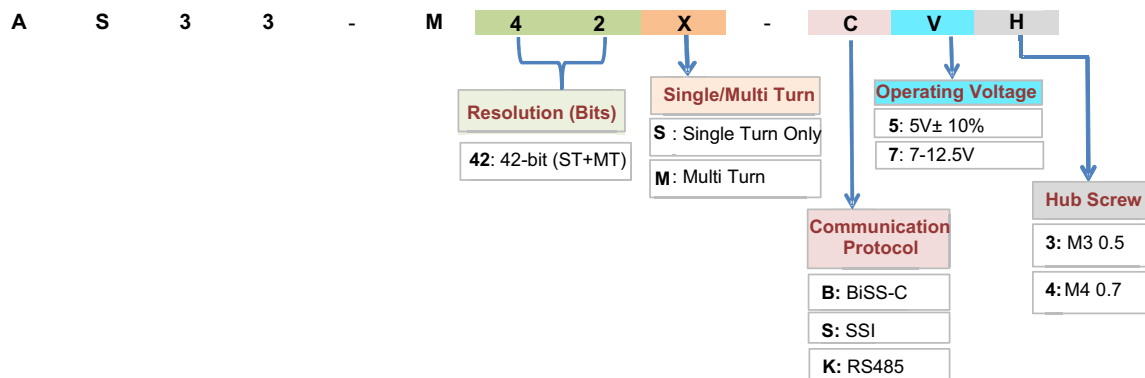 A S 3 3 - M 4 2 X - C V H
Resolution (Bits)
42: 42-bit (ST+MT)
Single/Multi Turn
S : Single Turn Only
M: Multi Turn
Communication
Protocol
B: BiSS-C
S: SSI
K: RS485
Operating Voltage
5: 5V± 10%
7: 7-12.5V
Hub Screw
3: M3 0.5
4: M4 0.7